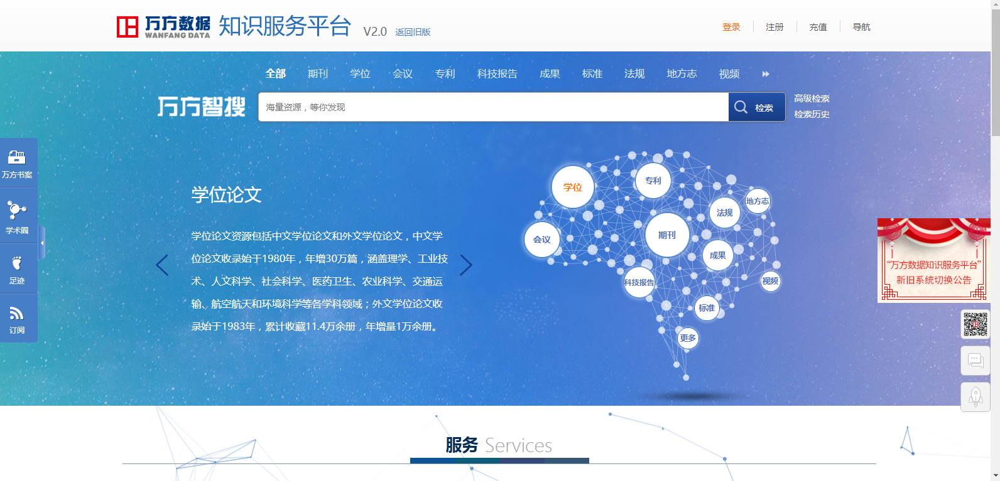 万方数据
WANFANG DATA
知识服务平台
V2.0
返回旧版
登录
注册
充值
导航
全部
期刊
学位
会议
专利
科技报告
成果
标准
法规
地方志
视频
万方智搜
海量资源，等你发现
检索
高级检索
检索历史
万方书案
学术圈
足迹
订阅
学位论文
学位论文资源包括中文学位论文和外文学位论文，中文学
位论文收录始于1980年，年增30万篇，涵盖理学、工业技
术、人文科学、社会科学、医药卫生、农业科学、交通运
输、航空航天和环境科学等各学科领域；外文学位论文收
录始于1983年，累计收藏11.4万余册，年增量1万余册。
学位
专利
地方志
法规
会议
期刊
成果
科技报告
视频
标准
更多
“万方数据知识服务平台”
新旧系统切换公告
服务 Services